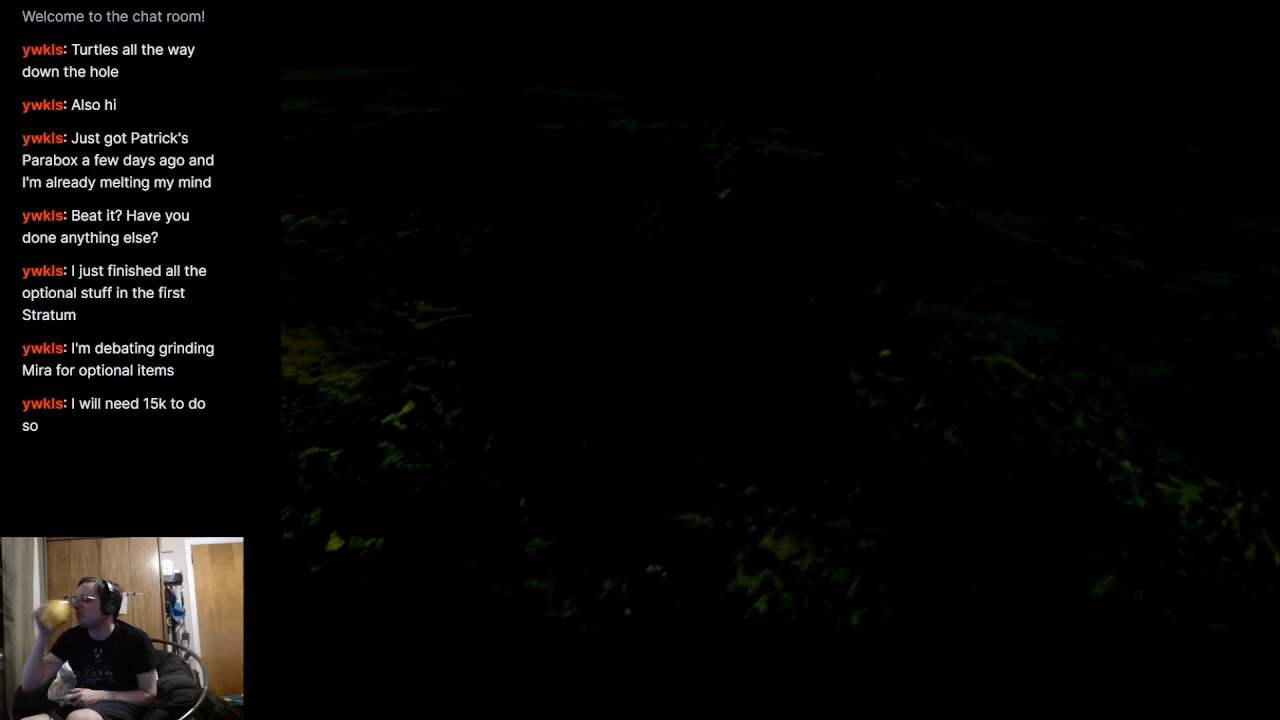 Welcome to the chat room!
ywkls: Turtles all the way
down the hole
ywkls: Also hi
ywkls: Just got Patrick's
Parabox a few days ago and
I'm already melting my mind
ywkls: Beat it? Have you
done anything else?
ywkls: I just finished all the
optional stuff in the first
Stratum
ywkls: I'm debating grinding
Mira for optional items
ywkls: I will need 15k to do
so